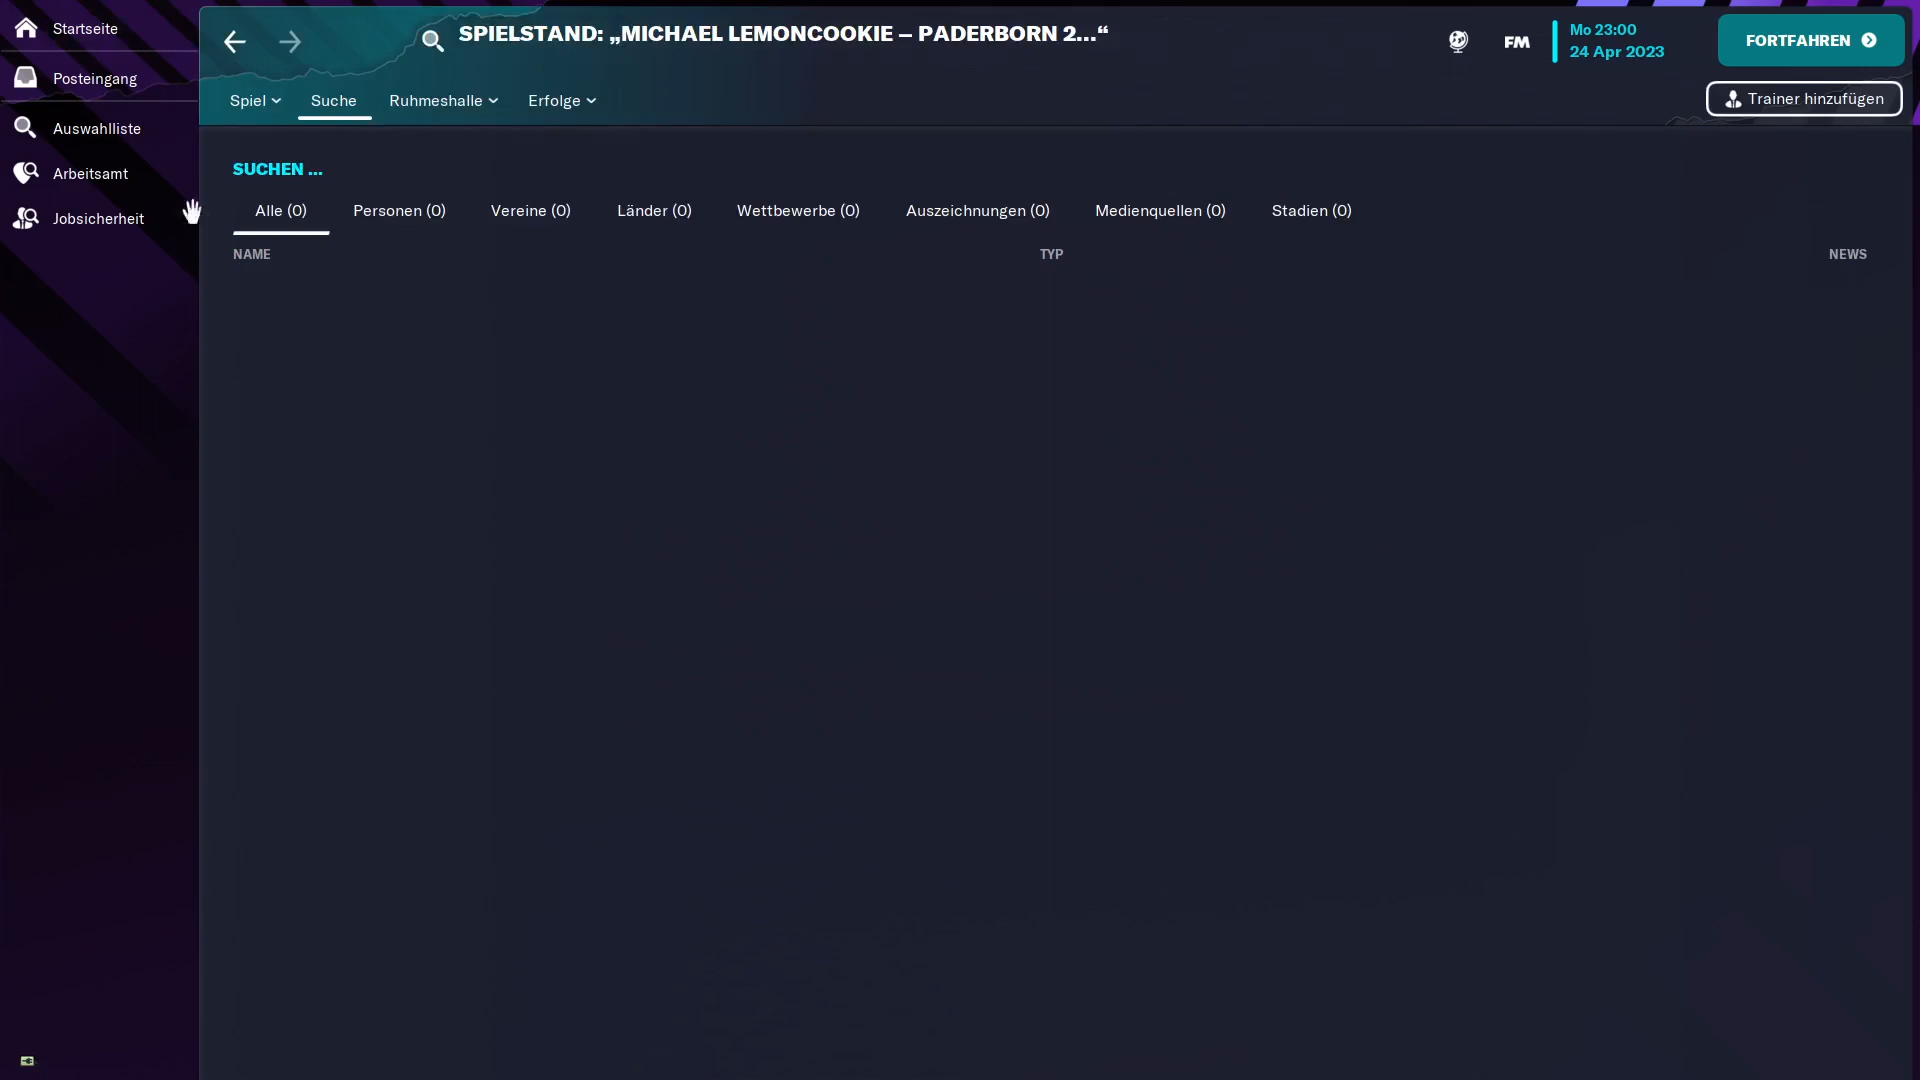 Startseite
Posteingang
Auswahlliste
Arbeitsamt
Jobsicherheit
SPIELSTAND: „MICHAEL LEMONCOOKIE – PADERBORN 2...“
FM
Mo 23:00
24 Apr 2023
FORTFAHREN
Spiel
Suche
Ruhmeshalle
Erfolge
Trainer hinzufügen
SUCHEN ...
Alle (0)
Personen (0)
Vereine (0)
Länder (0)
Wettbewerbe (0)
Auszeichnungen (0)
Medienquellen (0)
Stadien (0)
NAME
TYP
NEWS